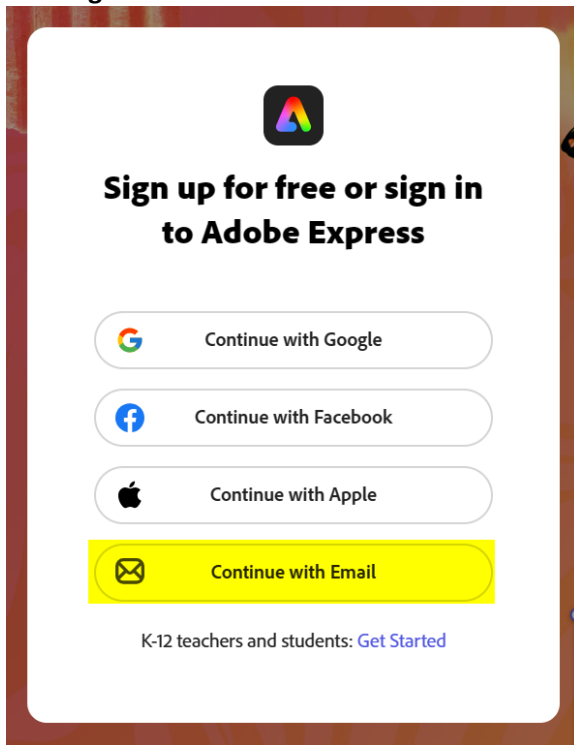 Sign up for free or sign in
to Adobe Express
Continue with Google
Continue with Facebook
Continue with Apple
Continue with Email
K-12 teachers and students: Get Started